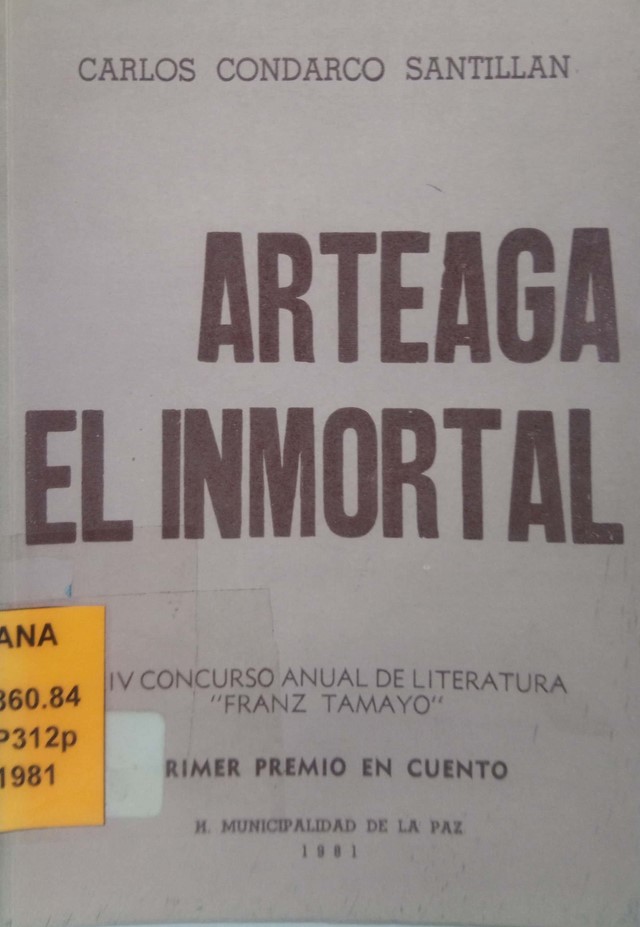 CARLOS CONDARCO SANTILLAN
ARTEAGA
EL INMORTAL
IV CONCURSO ANUAL DE LITERATURA
"FRANZ TAMAYO"
RIMER PREMIO EN CUENTO
H. MUNICIPALIDAD DE LA PAZ
1981
ANA
860.84
P312p
1981